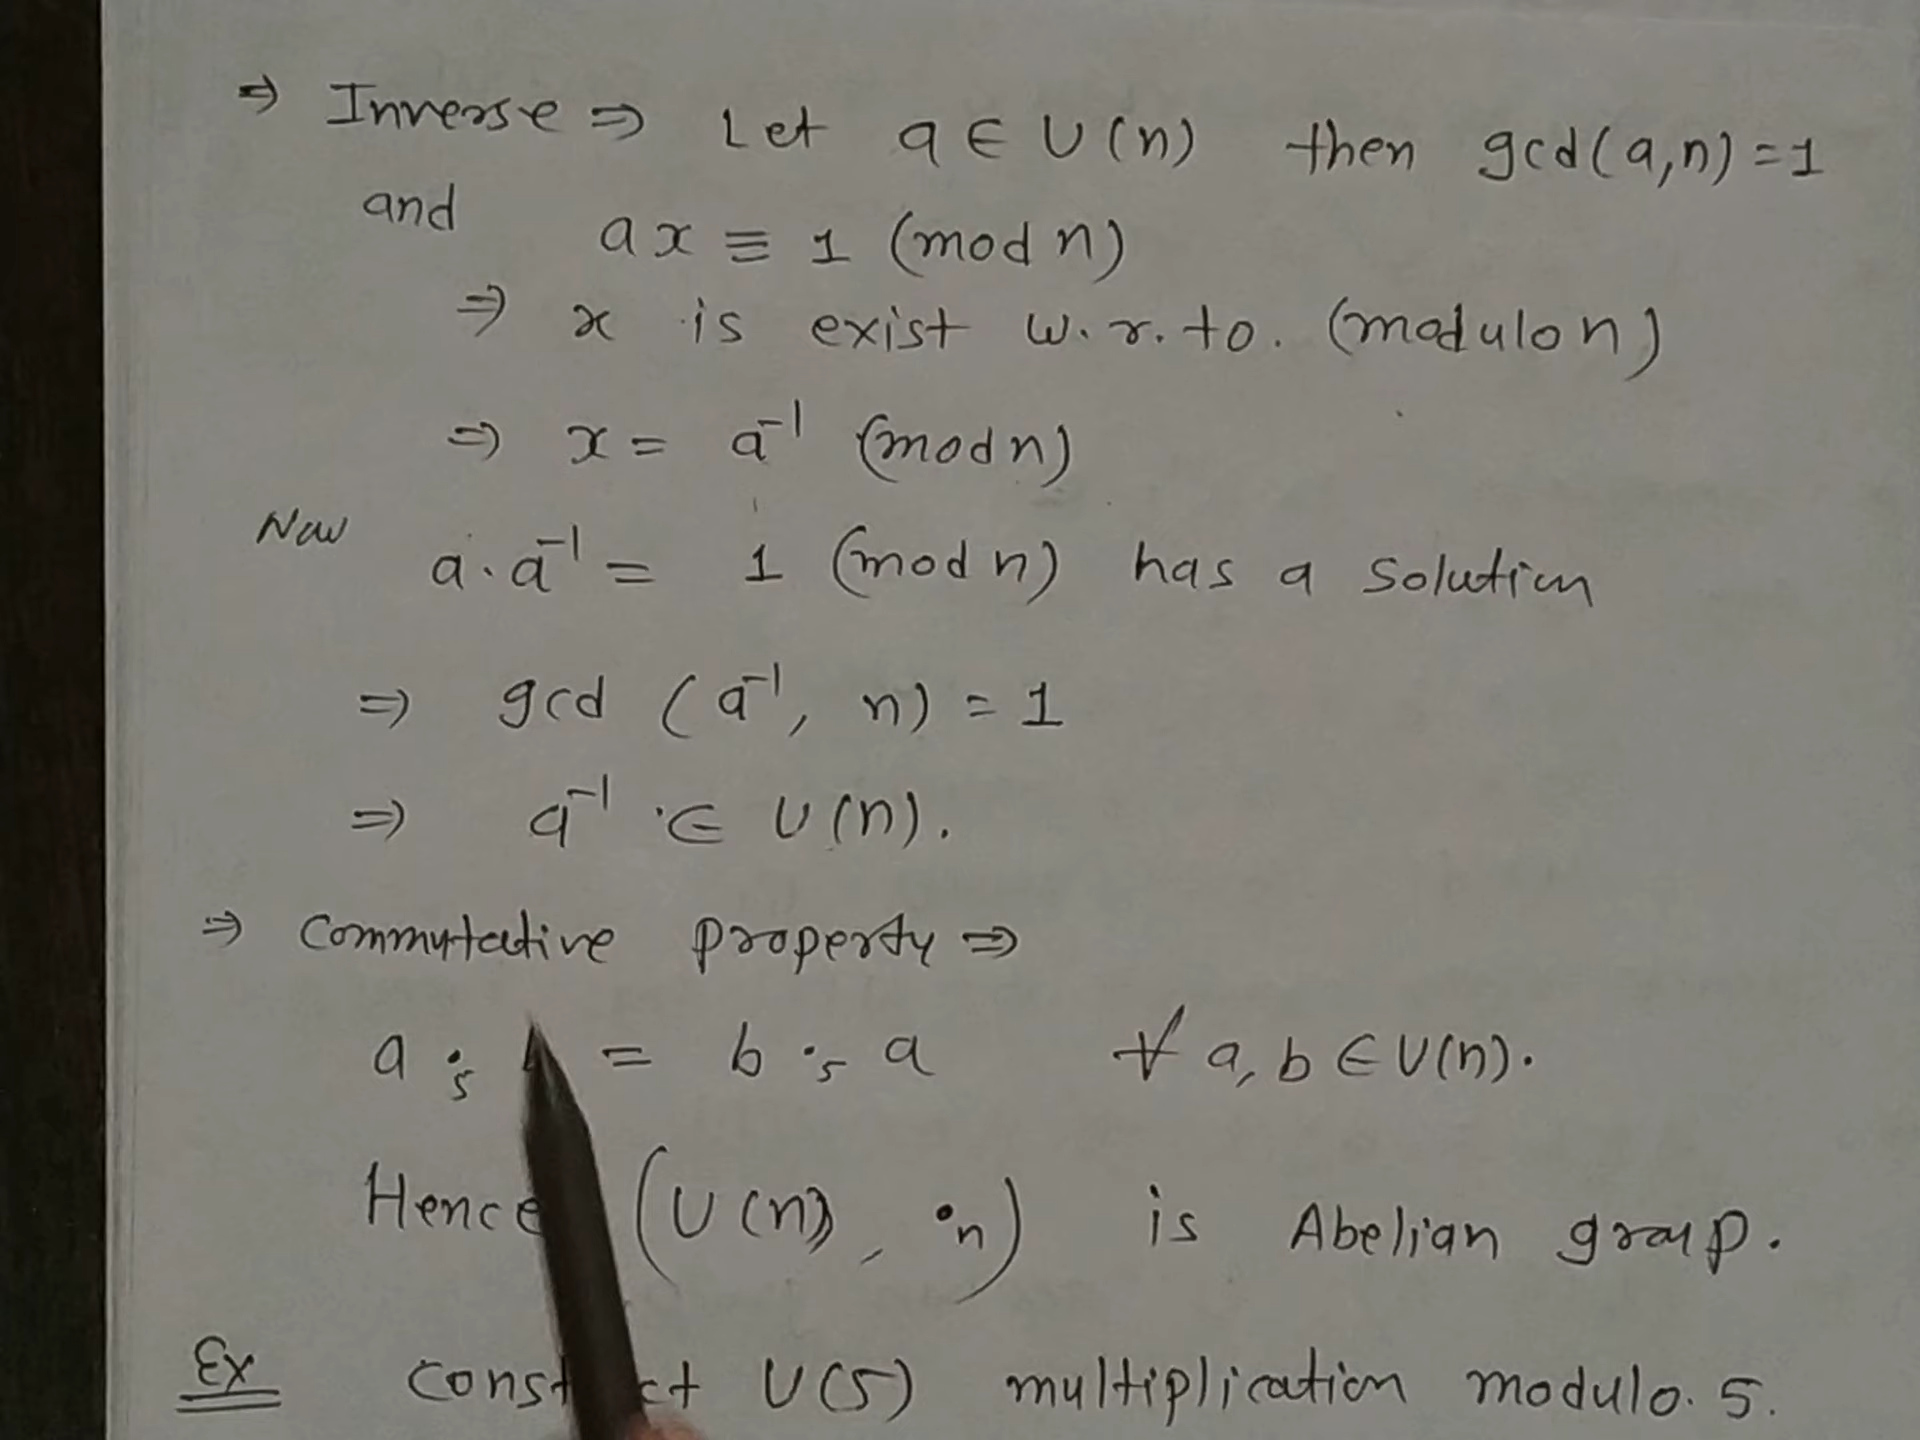 ⇒ Inverse ⇒ Let a ∈ U(n) then gcd(a,n)=1
and ax ≡ 1 (mod n)
⇒ x is exist w.r.to. (modulo n)
⇒ x = a⁻¹ (mod n)
Now a·a⁻¹ = 1 (mod n) has a solution
⇒ gcd (a⁻¹, n) = 1
⇒ a⁻¹ ∈ U(n).
⇒ Commutative property ⇒
a ·₅ = b ·₅ a ∀ a, b ∈ U(n).
Hence (U(n), ·ₙ) is Abelian group.
Ex U(5) multiplication modulo. 5.